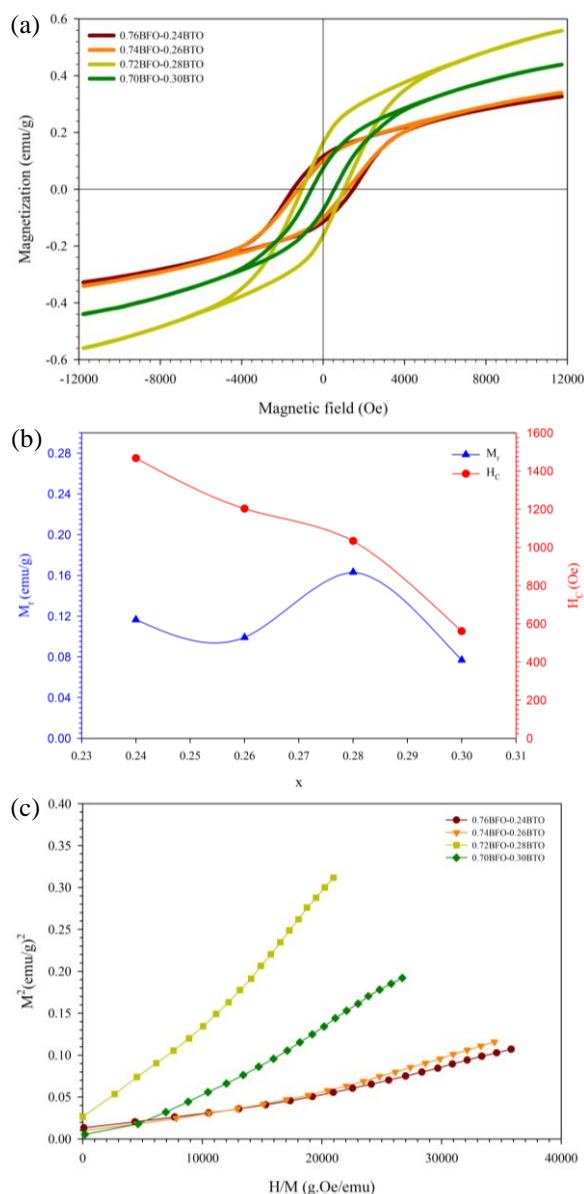 (a)
0.76BFO-0.24BTO
0.74BFO-0.26BTO
0.72BFO-0.28BTO
0.70BFO-0.30BTO
0.6
0.4
0.2
0.0
-0.2
-0.4
-0.6
Magnetization (emu/g)
-12000 -8000 -4000 0 4000 8000 12000
Magnetic field (Oe)
(b)
Mr
HC
0.28
0.24
0.20
0.16
0.12
0.08
0.04
0.00
Mr (emu/g)
1600
1400
1200
1000
800
600
400
200
0
HC (Oe)
0.23 0.24 0.25 0.26 0.27 0.28 0.29 0.30 0.31
x
(c)
0.76BFO-0.24BTO
0.74BFO-0.26BTO
0.72BFO-0.28BTO
0.70BFO-0.30BTO
0.40
0.35
0.30
0.25
0.20
0.15
0.10
0.05
0.00
M²(emu/g)²
0 10000 20000 30000 40000
H/M (g.Oe/emu)